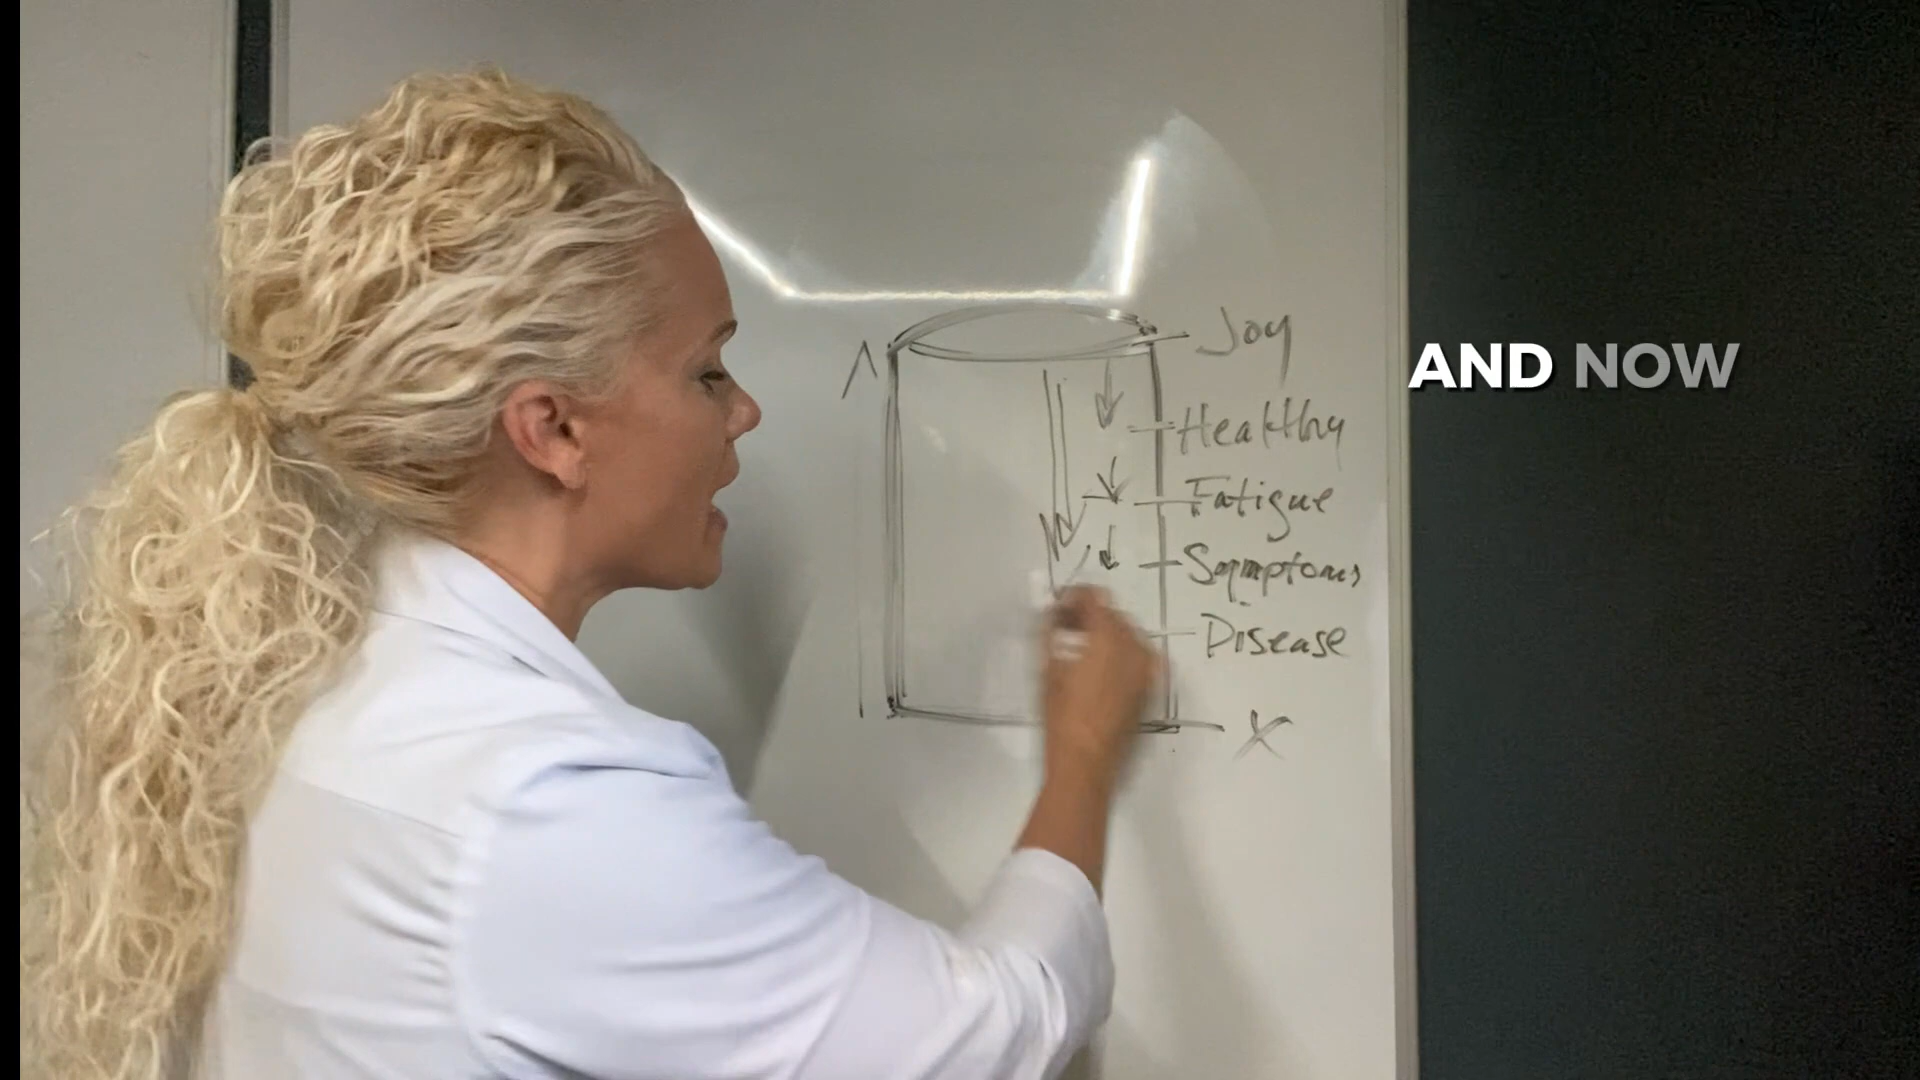 Joy
AND NOW
Healthy
Fatigue
Symptoms
Disease
X